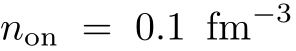 n_on = 0.1 fm^−3